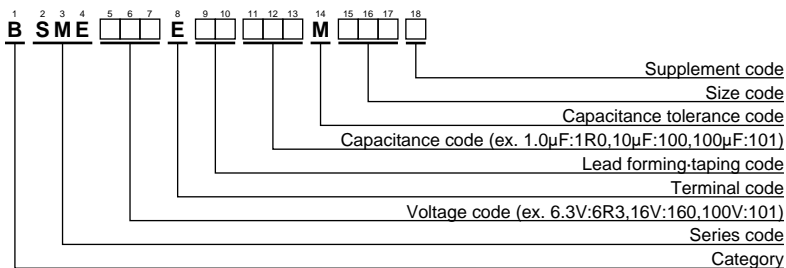 1 2 3 4 5 6 7 8 9 10 11 12 13 14 15 16 17 18
B S M E E M
Supplement code
Size code
Capacitance tolerance code
Capacitance code (ex. 1.0µF:1R0,10µF:100,100µF:101)
Lead forming·taping code
Terminal code
Voltage code (ex. 6.3V:6R3,16V:160,100V:101)
Series code
Category